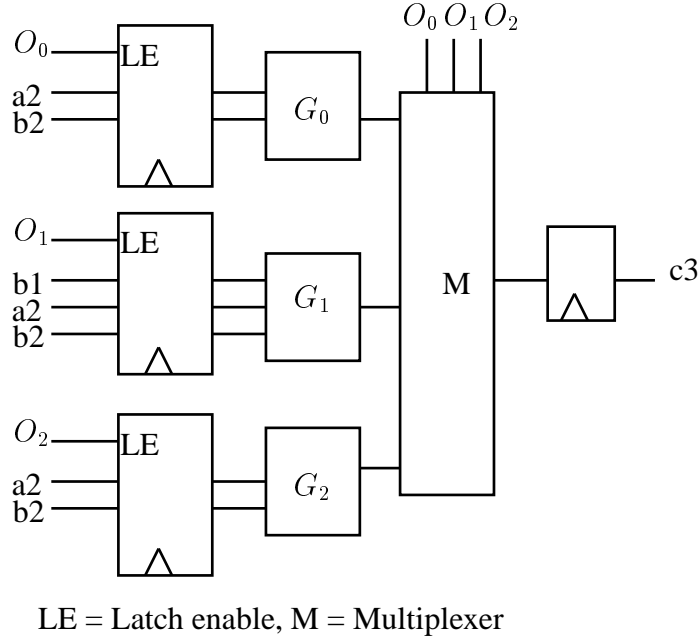 O₀ O₁ O₂
O₀ LE
a2
b2
G₀
O₁ LE
b1
a2
b2
G₁
M
c3
O₂ LE
a2
b2
G₂
LE = Latch enable, M = Multiplexer